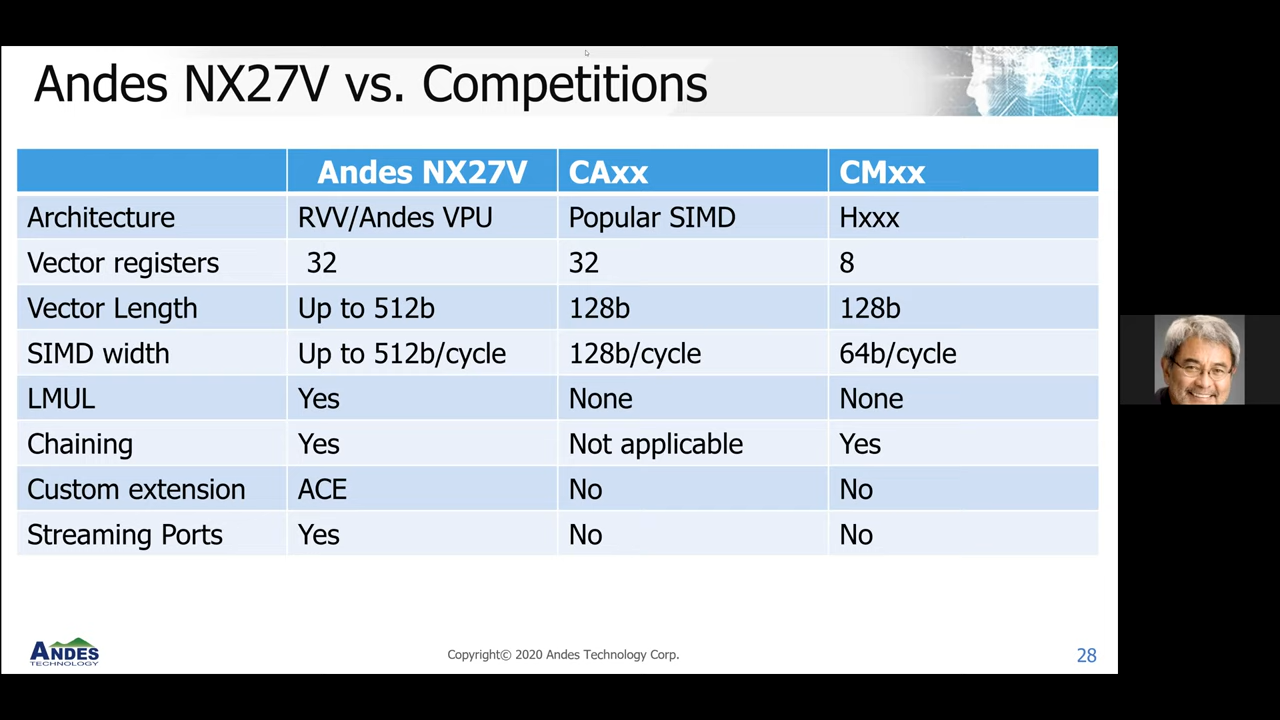 Andes NX27V vs. Competitions
Andes NX27V CAxx CMxx
Architecture RVV/Andes VPU Popular SIMD Hxxx
Vector registers 32 32 8
Vector Length Up to 512b 128b 128b
SIMD width Up to 512b/cycle 128b/cycle 64b/cycle
LMUL Yes None None
Chaining Yes Not applicable Yes
Custom extension ACE No No
Streaming Ports Yes No No
ANDES
TECHNOLOGY
Copyright© 2020 Andes Technology Corp.
28